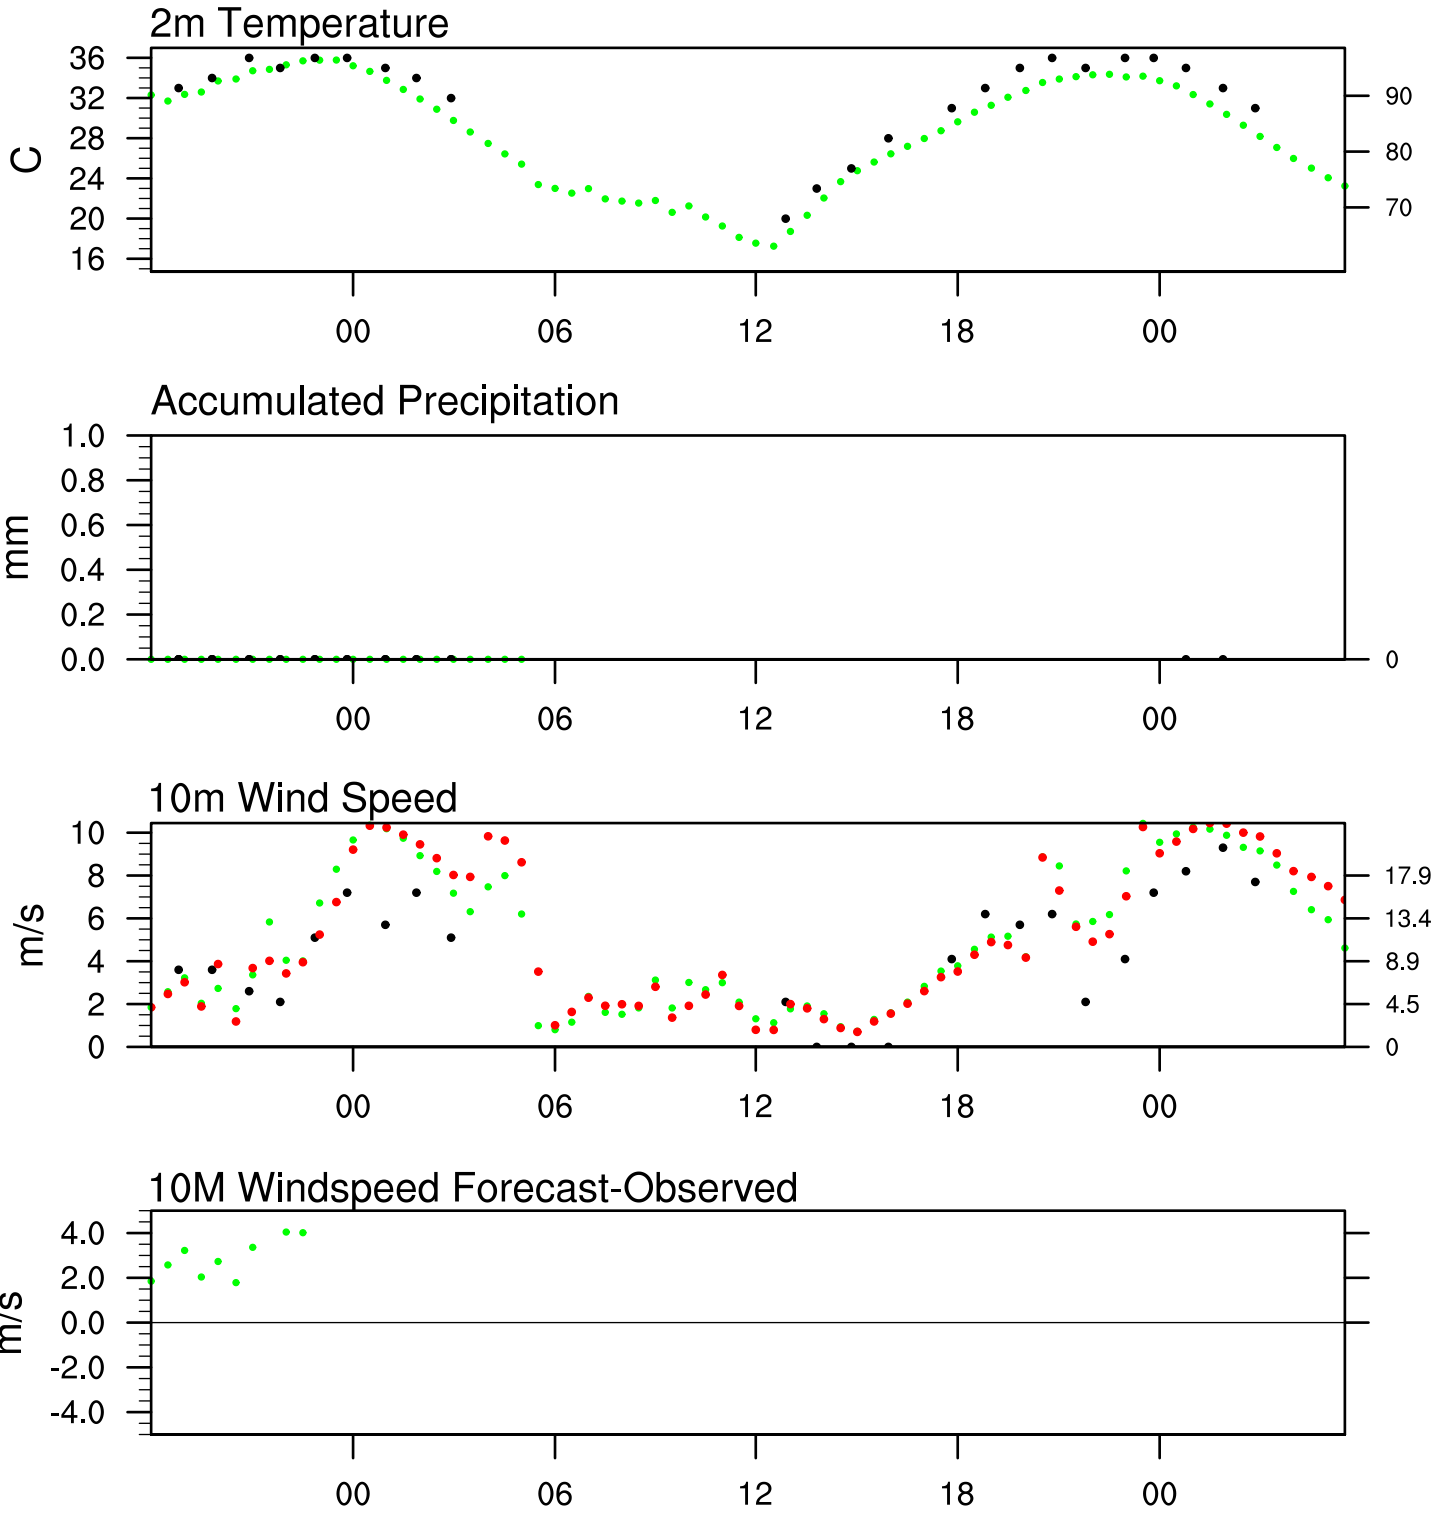 2m Temperature
36
32
28
24
20
16
C
90
80
70
00 06 12 18 00
Accumulated Precipitation
1.0
0.8
0.6
0.4
0.2
0.0
mm
0
00 06 12 18 00
10m Wind Speed
10
8
6
4
2
0
m/s
17.9
13.4
8.9
4.5
0
00 06 12 18 00
10M Windspeed Forecast-Observed
4.0
2.0
0.0
-2.0
-4.0
m/s
00 06 12 18 00